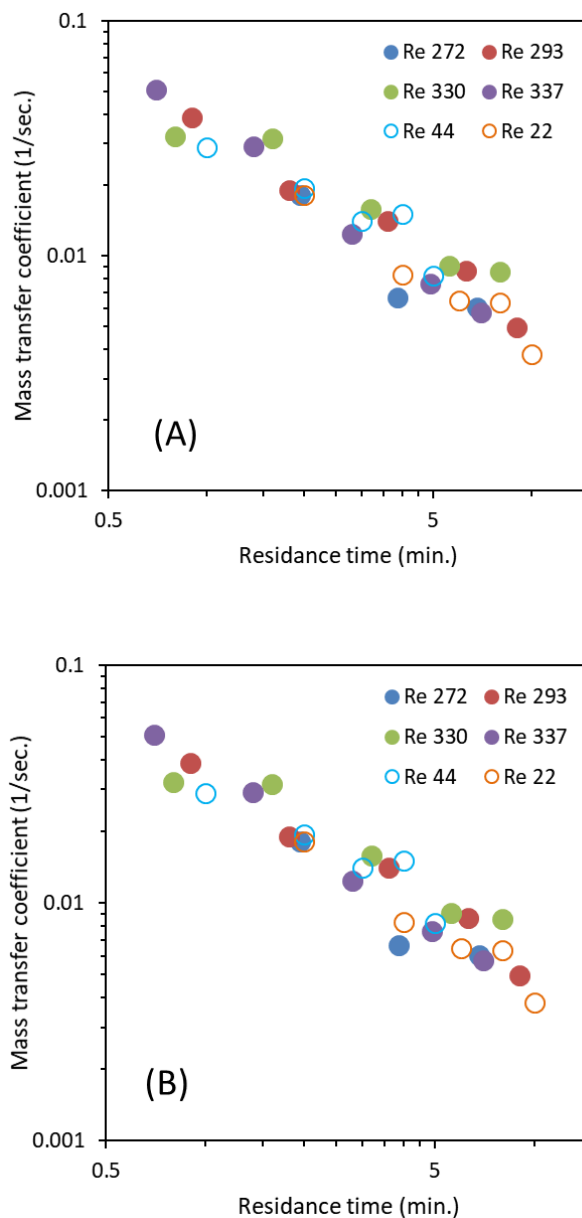 0.1
Re 272 Re 293
Re 330 Re 337
Re 44 Re 22
Mass transfer coefficient (1/sec.)
0.01
(A)
0.001
0.5 5
Residance time (min.)
0.1
Re 272 Re 293
Re 330 Re 337
Re 44 Re 22
Mass transfer coefficient (1/sec.)
0.01
(B)
0.001
0.5 5
Residance time (min.)